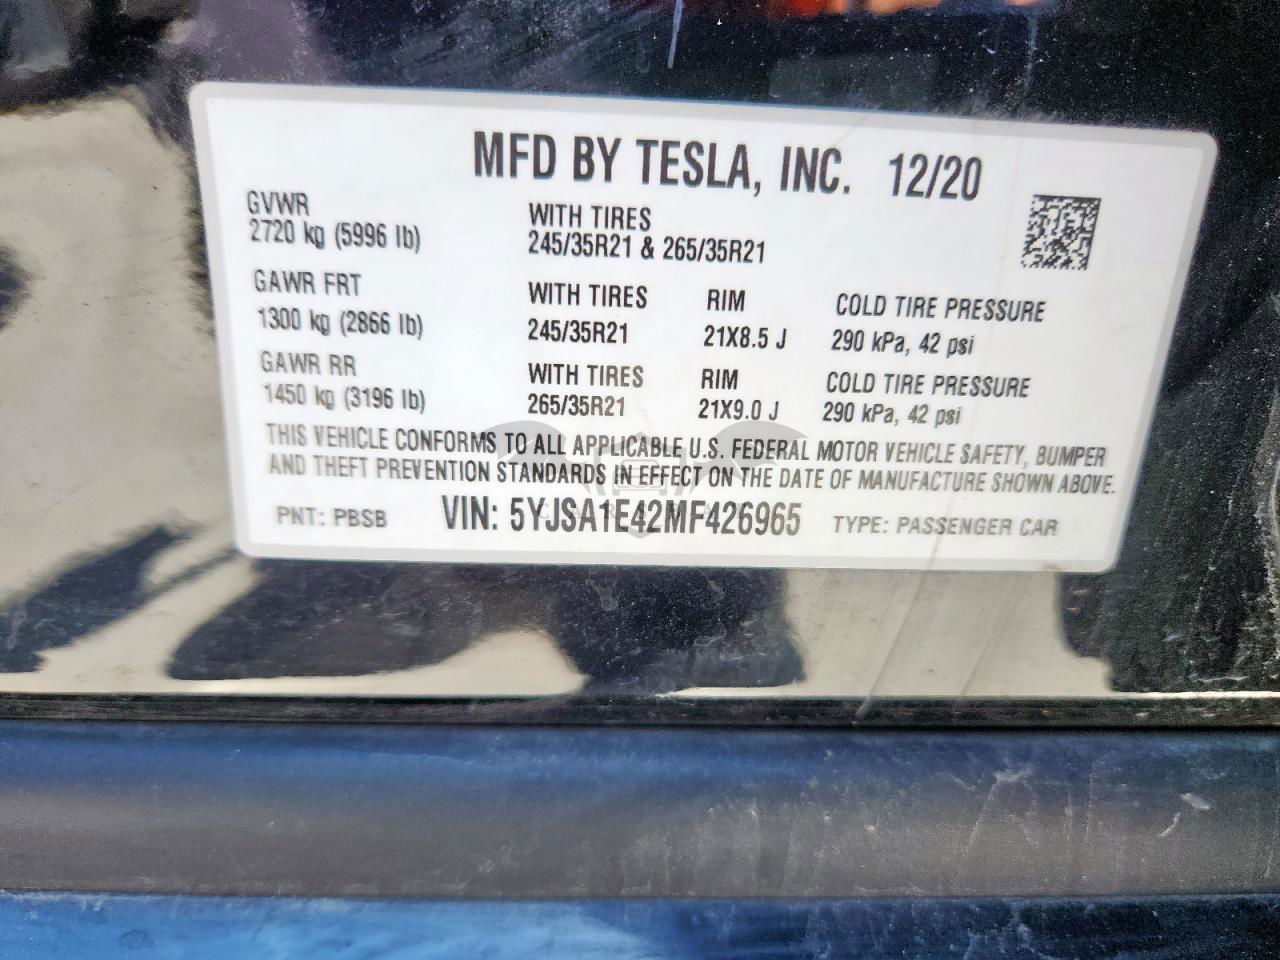 MFD BY TESLA, INC. 12/20
GVWR
2720 kg (5996 lb)
WITH TIRES
245/35R21 & 265/35R21
GAWR FRT
1300 kg (2866 lb)
WITH TIRES
245/35R21
RIM
21X8.5 J
COLD TIRE PRESSURE
290 kPa, 42 psi
GAWR RR
1450 kg (3196 lb)
WITH TIRES
265/35R21
RIM
21X9.0 J
COLD TIRE PRESSURE
290 kPa, 42 psi
THIS VEHICLE CONFORMS TO ALL APPLICABLE U.S. FEDERAL MOTOR VEHICLE SAFETY, BUMPER
AND THEFT PREVENTION STANDARDS IN EFFECT ON THE DATE OF MANUFACTURE SHOWN ABOVE.
PNT: PBSB VIN: 5YJSA1E42MF426965 TYPE: PASSENGER CAR